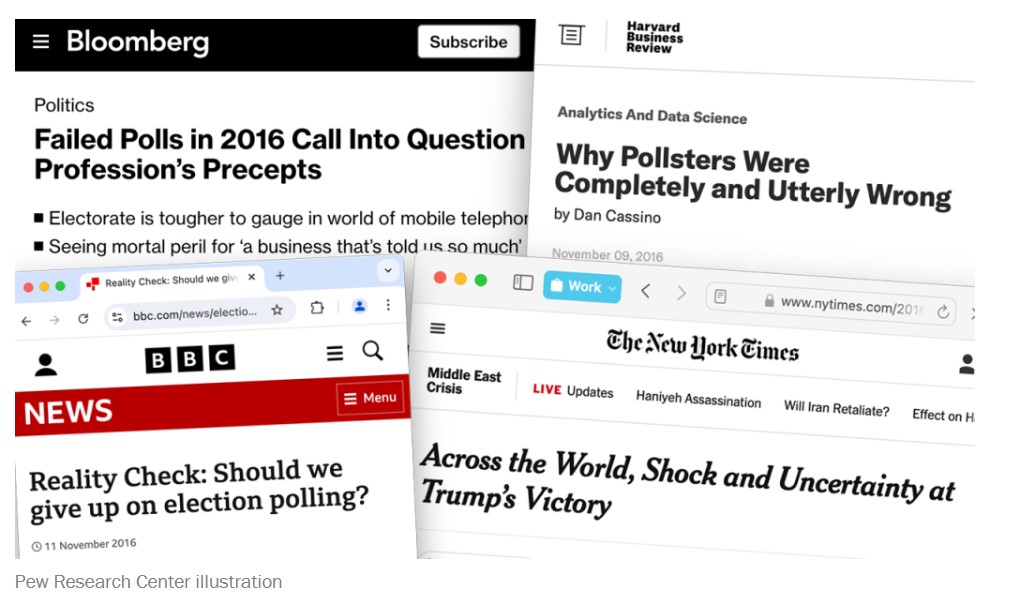 Bloomberg
Subscribe
Politics
Failed Polls in 2016 Call Into Question
Profession's Precepts
Electorate is tougher to gauge in world of mobile
Seeing mortal peril for 'a business that's told us so much'
Harvard
Business
Review
Analytics And Data Science
Why Pollsters Were
Completely and Utterly Wrong
by Dan Cassino
November 09, 2016
Reality Check: Should we
bbc.com/news/electio...
BBC
NEWS
Menu
Reality Check: Should we
give up on election polling?
11 November 2016
Work
www.nytimes.com/201
The New York Times
Middle East
Crisis
LIVE Updates
Haniyeh Assassination
Will Iran Retaliate?
Effect on
Across the World, Shock and Uncertainty at
Trump's Victory
Pew Research Center illustration